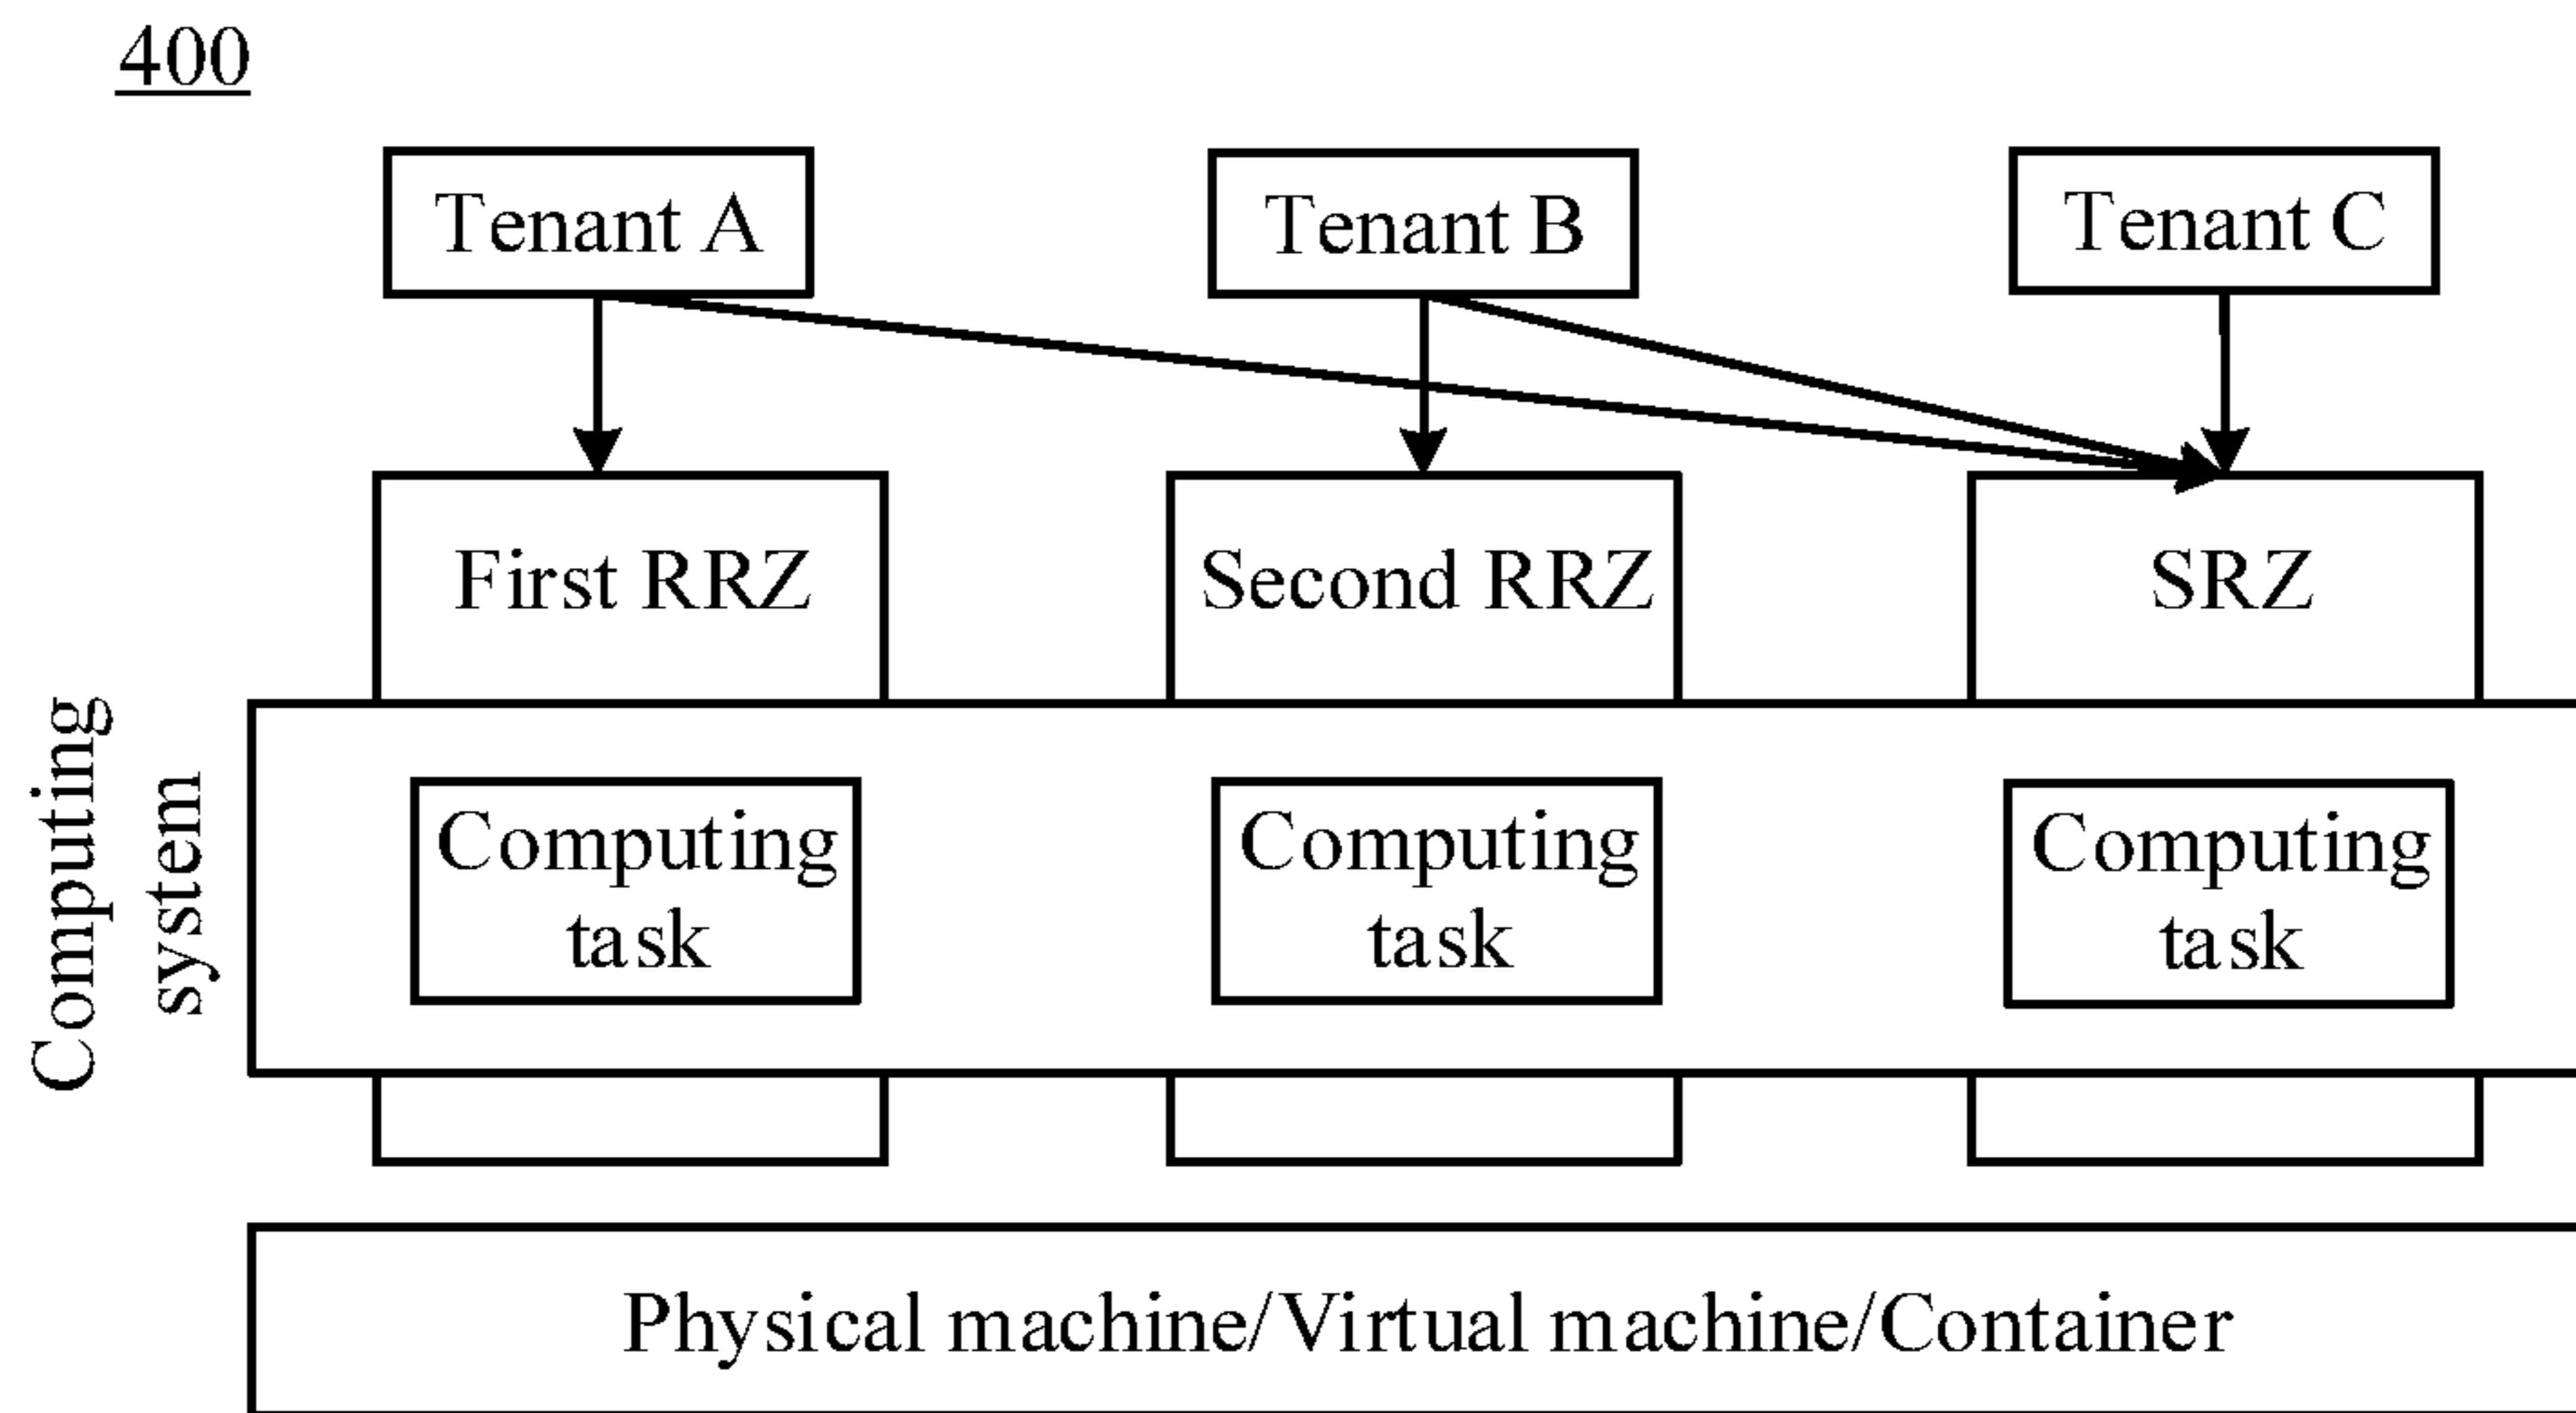 400
Tenant A
Tenant B
Tenant C
First RRZ
Second RRZ
SRZ
Computing
system
Computing
task
Computing
task
Computing
task
Physical machine/Virtual machine/Container